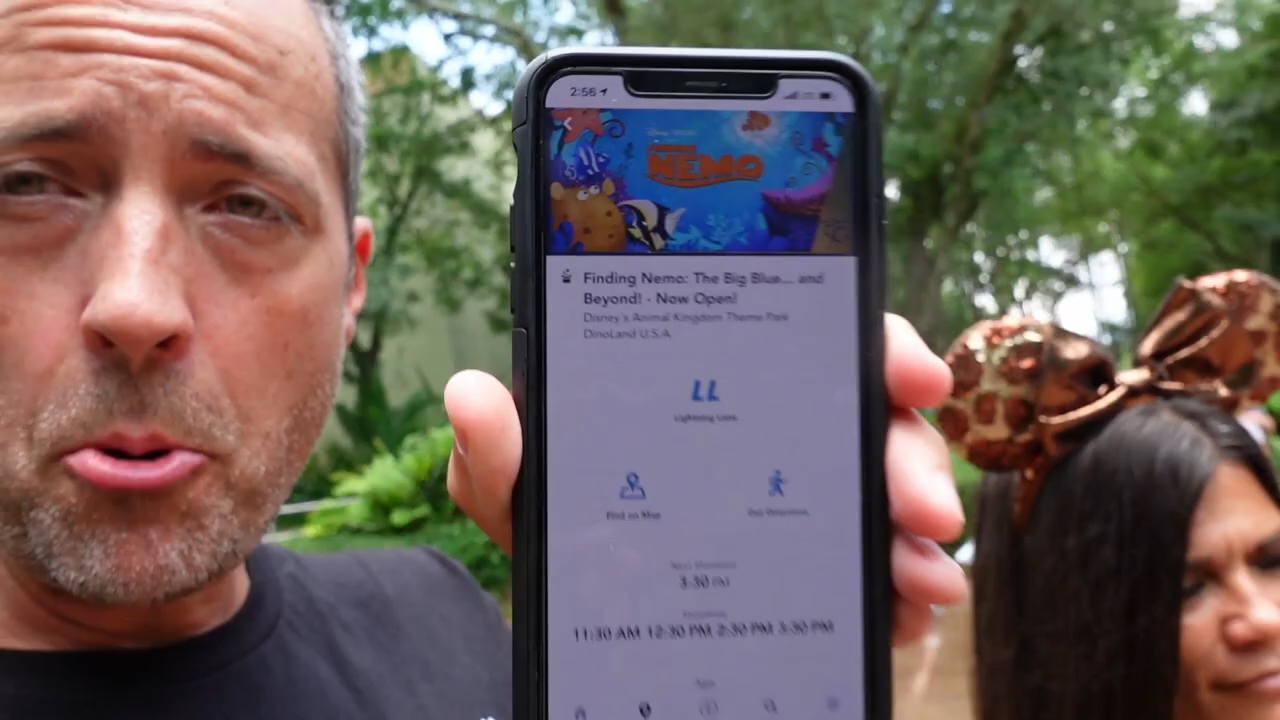 2:56
NEMO
Finding Nemo: The Big Blue... and
Beyond! - Now Open!
Disney's Animal Kingdom Theme Park
DinoLand U.S.A.
LL
Lightning Lane
Find on Map
3:30 PM
11:30 AM 12:30 PM 2:30 PM 3:30 PM